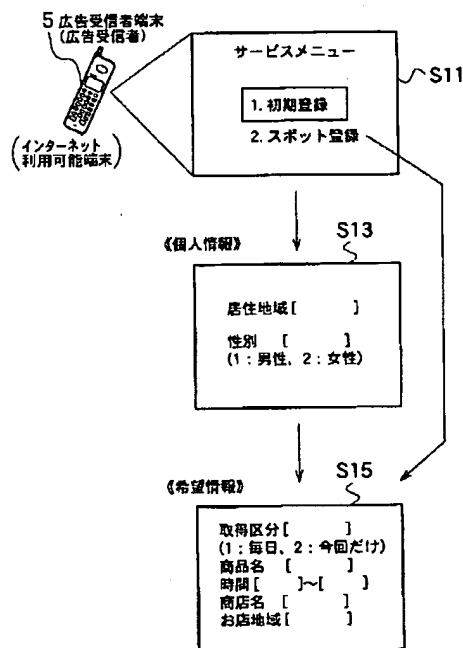 5 広告受信者端末
(広告受信者)
(インターネット
利用可能端末)
サービスメニュー
S11
1. 初期登録
2. スポット登録
《個人情報》
S13
居住地域[ ]
性別 [ ]
(1:男性、2:女性)
《希望情報》
S15
取得区分[ ]
(1:毎日、2:今回だけ)
商品名 [ ]
時間[ ]~[ ]
商店名 [ ]
お店地域[ ]